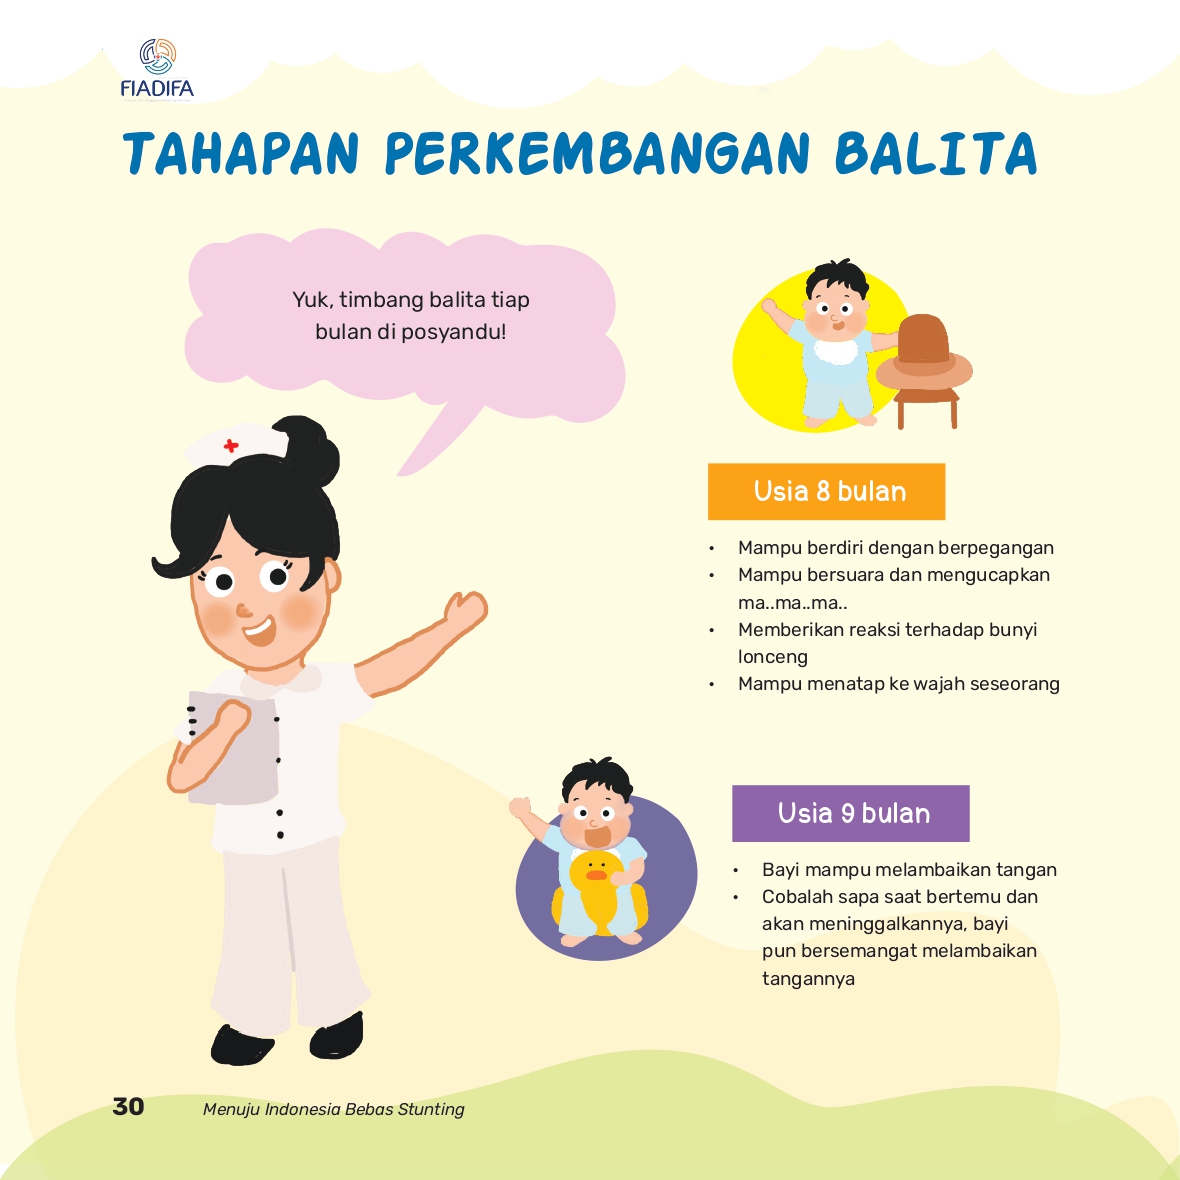 FIADIFA
TAHAPAN PERKEMBANGAN BALITA
Yuk, timbang balita tiap
bulan di posyandu!
Usia 8 bulan
• Mampu berdiri dengan berpegangan
• Mampu bersuara dan mengucapkan
ma..ma..ma..
• Memberikan reaksi terhadap bunyi
lonceng
• Mampu menatap ke wajah seseorang
Usia 9 bulan
• Bayi mampu melambaikan tangan
• Cobalah sapa saat bertemu dan
akan meninggalkannya, bayi
pun bersemangat melambaikan
tangannya
30
Menuju Indonesia Bebas Stunting